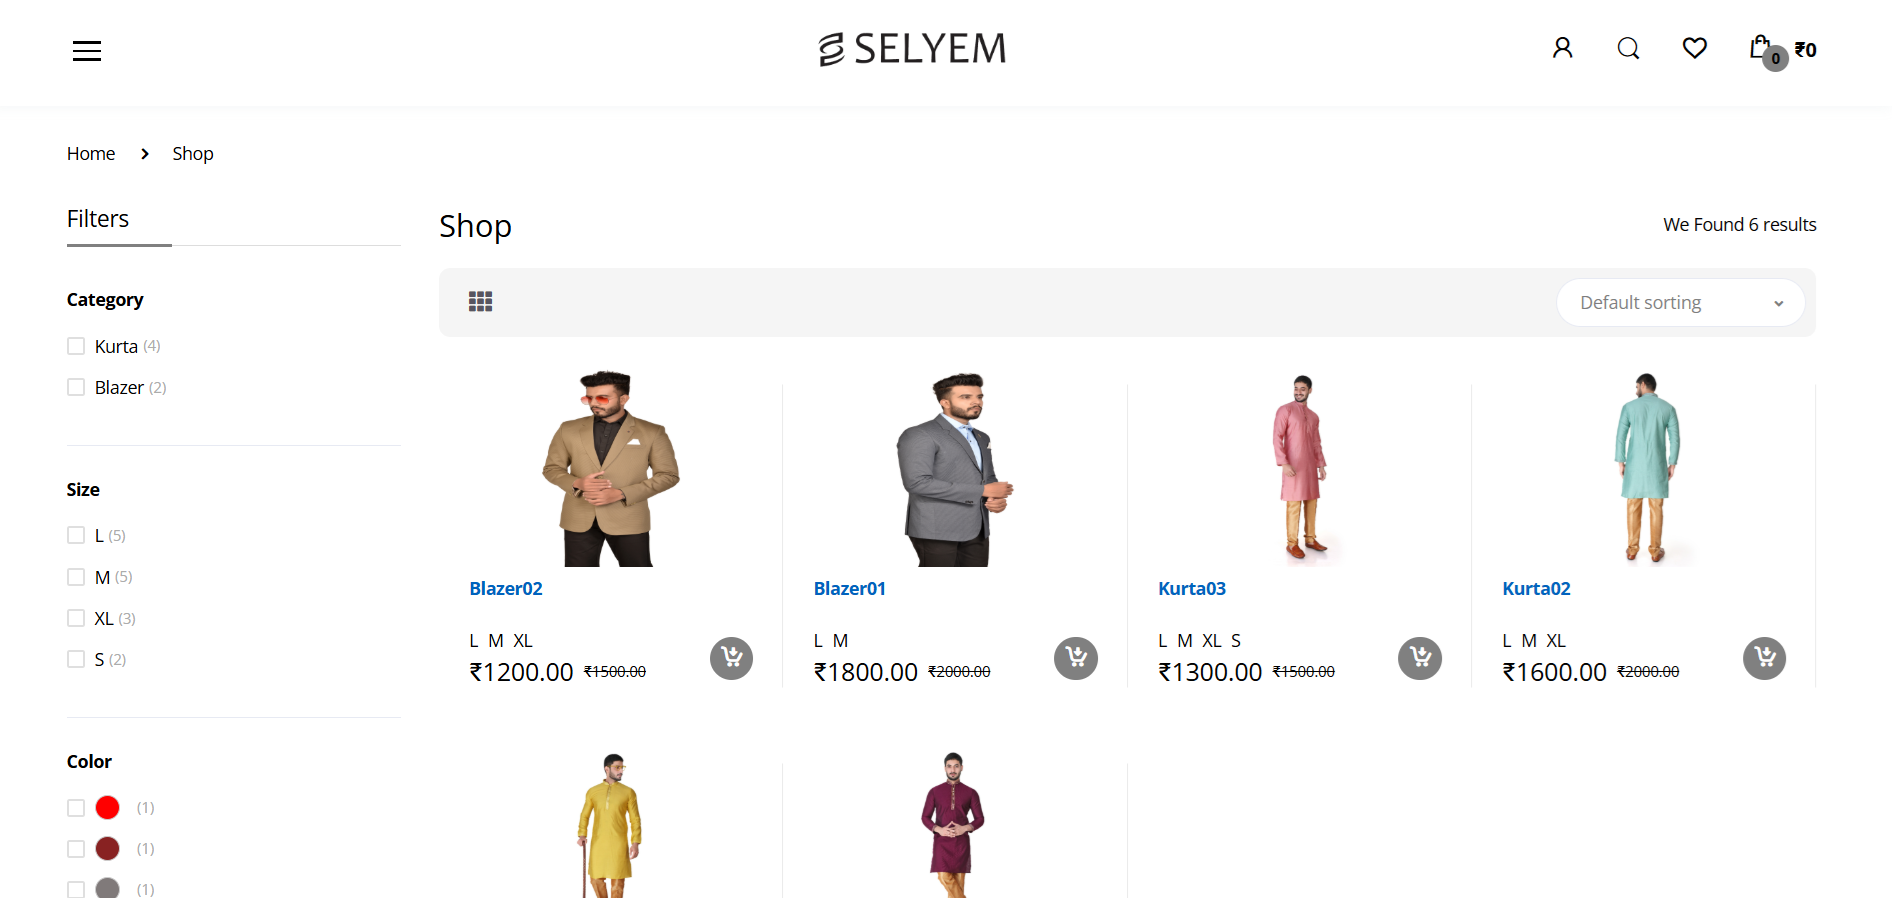 SELYEM
0
₹0
Home
Shop
Filters
Category
Kurta (4)
Blazer (2)
Size
L (5)
M (5)
XL (3)
S (2)
Color
(1)
(1)
(1)
Shop
We Found 6 results
Default sorting
Blazer02
L M XL
₹1200.00 ₹1500.00
Blazer01
L M
₹1800.00 ₹2000.00
Kurta03
L M XL S
₹1300.00 ₹1500.00
Kurta02
L M XL
₹1600.00 ₹2000.00